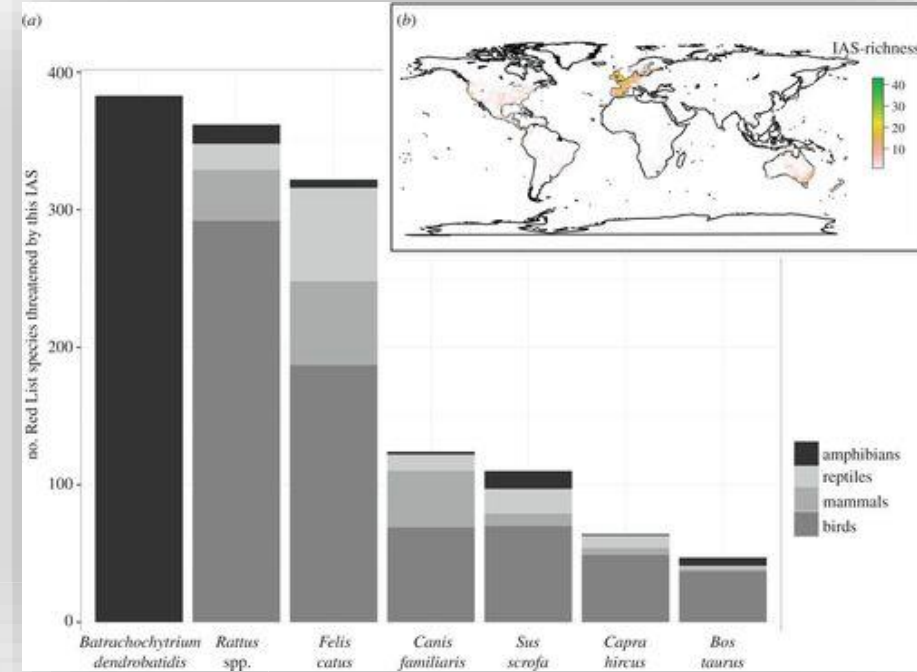 (a)
no. Red List species threatened by this IAS
400
300
200
100
0
Batrachochytrium
dendrobatidis
Rattus
spp.
Felis
catus
Canis
familiaris
Sus
scrofa
Capra
hircus
Bos
taurus
(b)
IAS-richness
40
30
20
10
amphibians
reptiles
mammals
birds